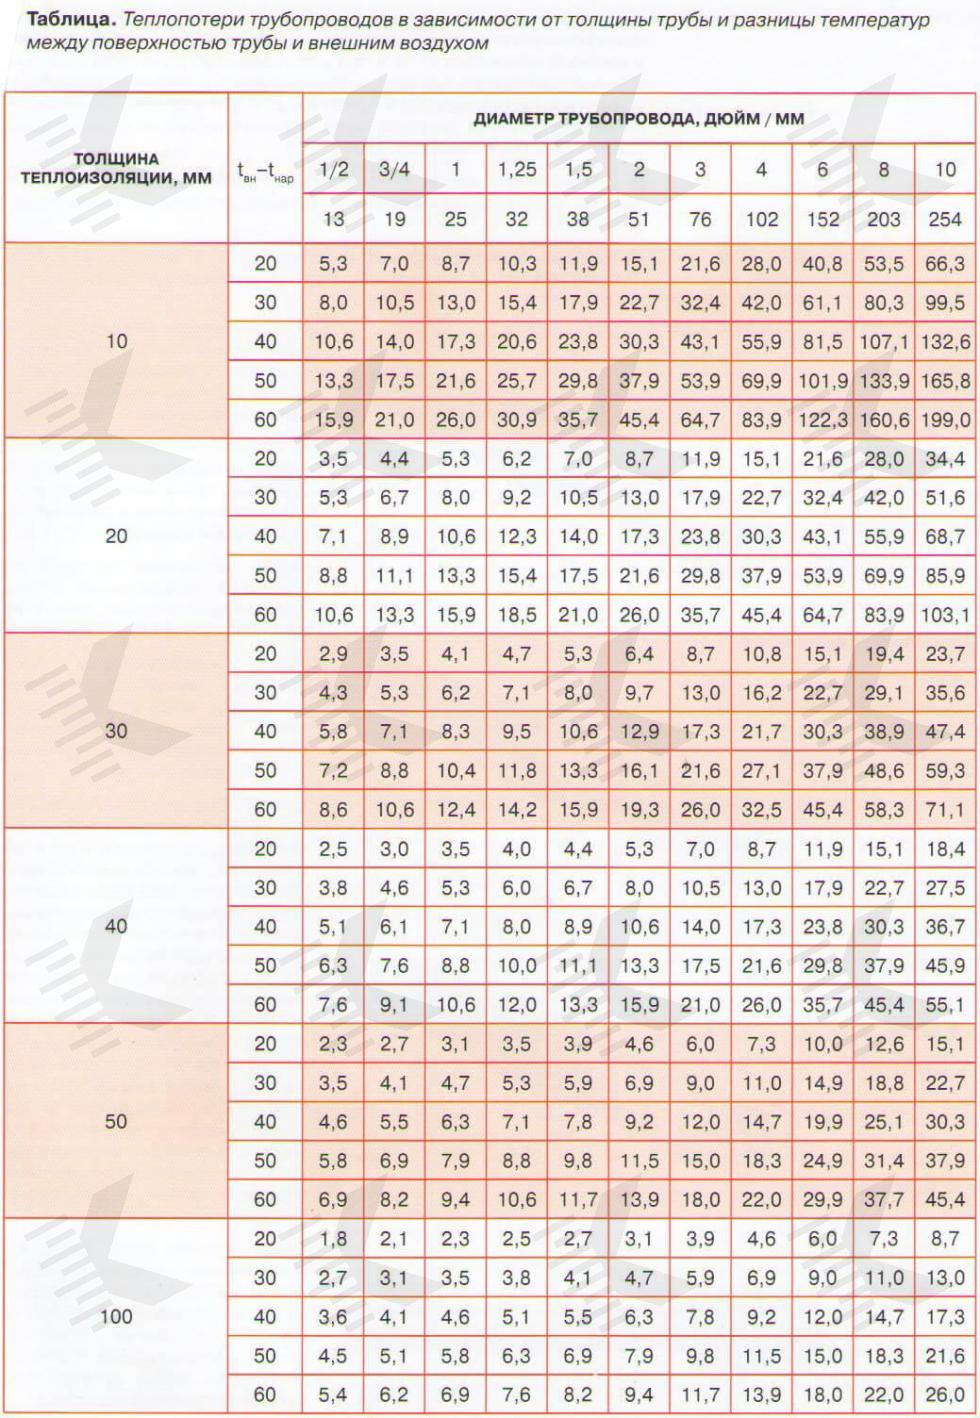 Таблица. Теплопотери трубопроводов в зависимости от толщины трубы и разницы температур
между поверхностью трубы и внешним воздухом
ТОЛЩИНА
ТЕПЛОИЗОЛЯЦИИ, ММ
tвн–tнар
ДИАМЕТР ТРУБОПРОВОДА, ДЮЙМ / ММ
1/2 3/4 1 1,25 1,5 2 3 4 6 8 10
13 19 25 32 38 51 76 102 152 203 254
20 5,3 7,0 8,7 10,3 11,9 15,1 21,6 28,0 40,8 53,5 66,3
30 8,0 10,5 13,0 15,4 17,9 22,7 32,4 42,0 61,1 80,3 99,5
10 40 10,6 14,0 17,3 20,6 23,8 30,3 43,1 55,9 81,5 107,1 132,6
50 13,3 17,5 21,6 25,7 29,8 37,9 53,9 69,9 101,9 133,9 165,8
60 15,9 21,0 26,0 30,9 35,7 45,4 64,7 83,9 122,3 160,6 199,0
20 3,5 4,4 5,3 6,2 7,0 8,7 11,9 15,1 21,6 28,0 34,4
30 5,3 6,7 8,0 9,2 10,5 13,0 17,9 22,7 32,4 42,0 51,6
20 40 7,1 8,9 10,6 12,3 14,0 17,3 23,8 30,3 43,1 55,9 68,7
50 8,8 11,1 13,3 15,4 17,5 21,6 29,8 37,9 53,9 69,9 85,9
60 10,6 13,3 15,9 18,5 21,0 26,0 35,7 45,4 64,7 83,9 103,1
20 2,9 3,5 4,1 4,7 5,3 6,4 8,7 10,8 15,1 19,4 23,7
30 4,3 5,3 6,2 7,1 8,0 9,7 13,0 16,2 22,7 29,1 35,6
30 40 5,8 7,1 8,3 9,5 10,6 12,9 17,3 21,7 30,3 38,9 47,4
50 7,2 8,8 10,4 11,8 13,3 16,1 21,6 27,1 37,9 48,6 59,3
60 8,6 10,6 12,4 14,2 15,9 19,3 26,0 32,5 45,4 58,3 71,1
20 2,5 3,0 3,5 4,0 4,4 5,3 7,0 8,7 11,9 15,1 18,4
30 3,8 4,6 5,3 6,0 6,7 8,0 10,5 13,0 17,9 22,7 27,5
40 40 5,1 6,1 7,1 8,0 8,9 10,6 14,0 17,3 23,8 30,3 36,7
50 6,3 7,6 8,8 10,0 11,1 13,3 17,5 21,6 29,8 37,9 45,9
60 7,6 9,1 10,6 12,0 13,3 15,9 21,0 26,0 35,7 45,4 55,1
20 2,3 2,7 3,1 3,5 3,9 4,6 6,0 7,3 10,0 12,6 15,1
30 3,5 4,1 4,7 5,3 5,9 6,9 9,0 11,0 14,9 18,8 22,7
50 40 4,6 5,5 6,3 7,1 7,8 9,2 12,0 14,7 19,9 25,1 30,3
50 5,8 6,9 7,9 8,8 9,8 11,5 15,0 18,3 24,9 31,4 37,9
60 6,9 8,2 9,4 10,6 11,7 13,9 18,0 22,0 29,9 37,7 45,4
20 1,8 2,1 2,3 2,5 2,7 3,1 3,9 4,6 6,0 7,3 8,7
30 2,7 3,1 3,5 3,8 4,1 4,7 5,9 6,9 9,0 11,0 13,0
100 40 3,6 4,1 4,6 5,1 5,5 6,3 7,8 9,2 12,0 14,7 17,3
50 4,5 5,1 5,8 6,3 6,9 7,9 9,8 11,5 15,0 18,3 21,6
60 5,4 6,2 6,9 7,6 8,2 9,4 11,7 13,9 18,0 22,0 26,0